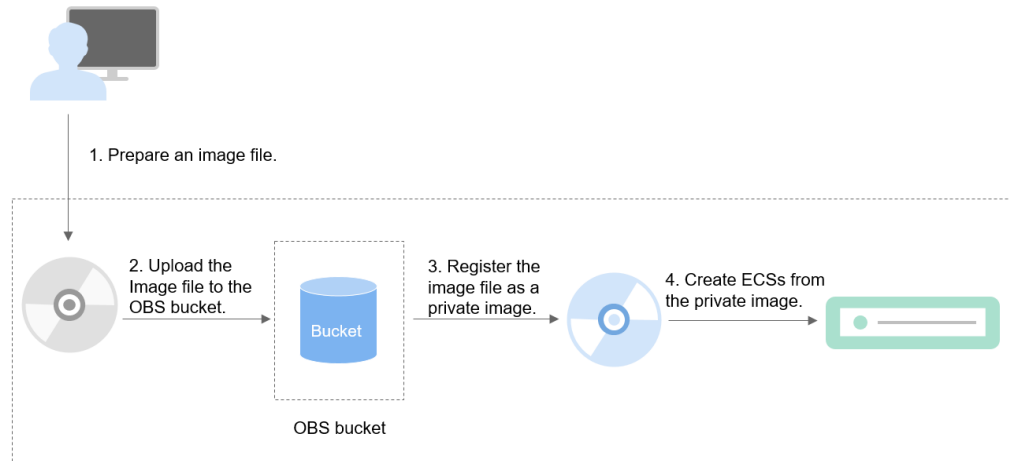 1. Prepare an image file.
2. Upload the
Image file to the
OBS bucket.
Bucket
OBS bucket
3. Register the
image file as a
private image.
4. Create ECSs from
the private image.